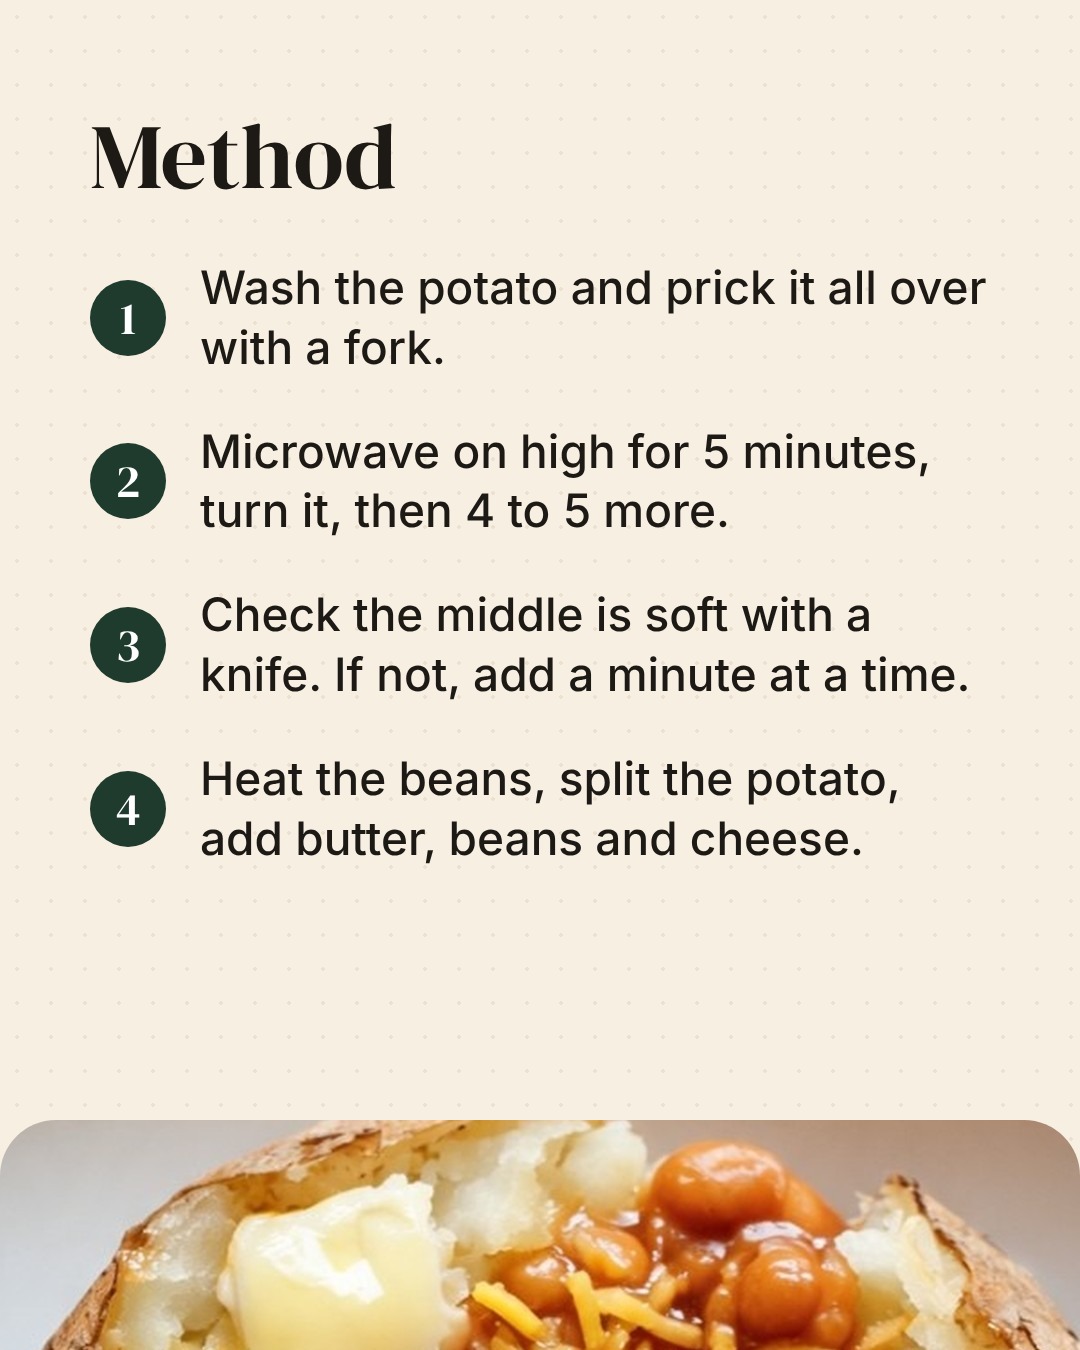 Method
1 Wash the potato and prick it all over
with a fork.
2 Microwave on high for 5 minutes,
turn it, then 4 to 5 more.
3 Check the middle is soft with a
knife. If not, add a minute at a time.
4 Heat the beans, split the potato,
add butter, beans and cheese.